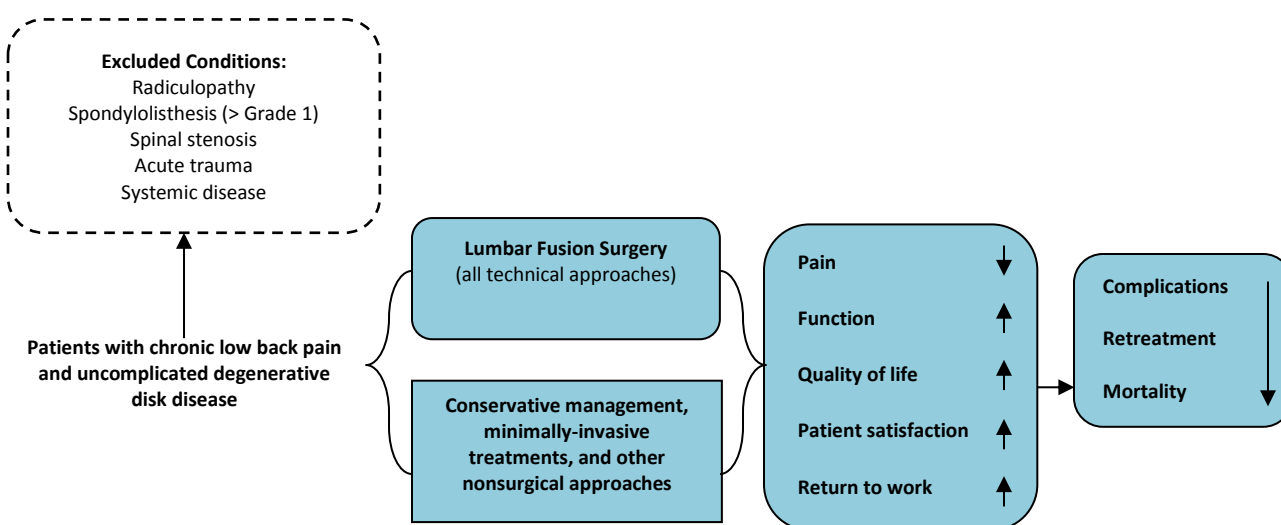 Excluded Conditions:
Radiculopathy
Spondylolisthesis (> Grade 1)
Spinal stenosis
Acute trauma
Systemic disease
Patients with chronic low back pain
and uncomplicated degenerative
disk disease
Lumbar Fusion Surgery
(all technical approaches)
Conservative management,
minimally-invasive
treatments, and other
nonsurgical approaches
Pain
Function
Quality of life
Patient satisfaction
Return to work
Complications
Retreatment
Mortality